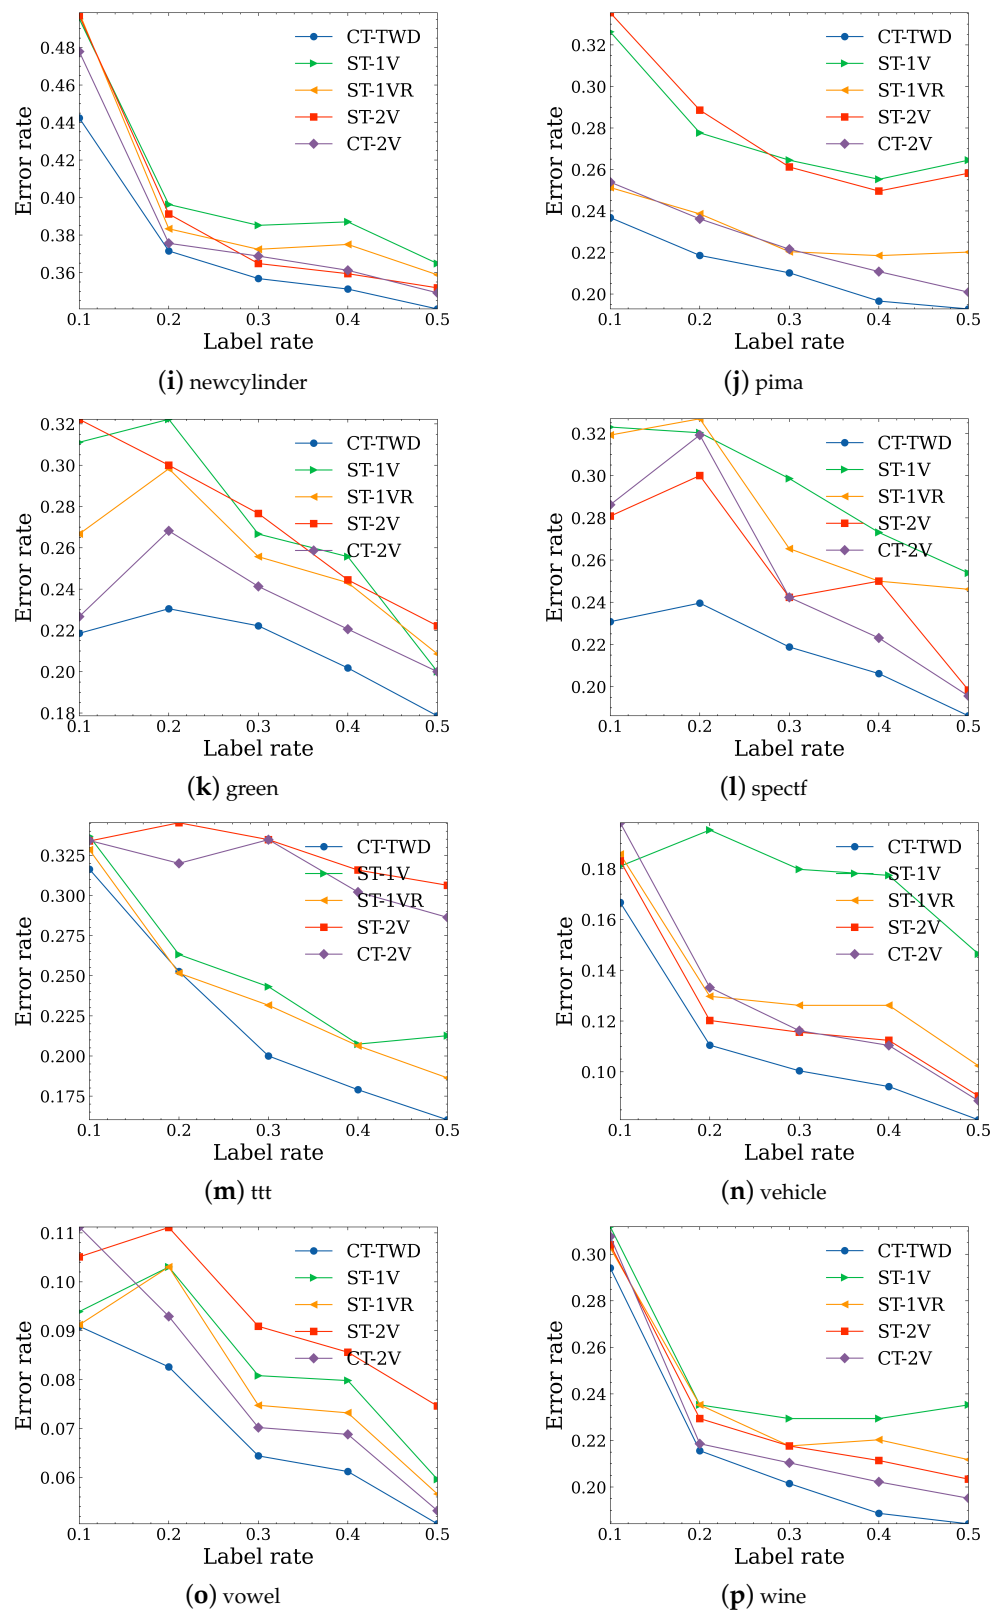 CT-TWD
ST-1V
ST-1VR
ST-2V
CT-2V
0.48
0.46
0.44
0.42
0.40
0.38
0.36
Error rate
0.1 0.2 0.3 0.4 0.5
Label rate
(i) newcylinder
CT-TWD
ST-1V
ST-1VR
ST-2V
CT-2V
0.32
0.30
0.28
0.26
0.24
0.22
0.20
Error rate
0.1 0.2 0.3 0.4 0.5
Label rate
(j) pima
CT-TWD
ST-1V
ST-1VR
ST-2V
CT-2V
0.32
0.30
0.28
0.26
0.24
0.22
0.20
0.18
Error rate
0.1 0.2 0.3 0.4 0.5
Label rate
(k) green
CT-TWD
ST-1V
ST-1VR
ST-2V
CT-2V
0.32
0.30
0.28
0.26
0.24
0.22
0.20
Error rate
0.1 0.2 0.3 0.4 0.5
Label rate
(l) spectf
CT-TWD
ST-1V
ST-1VR
ST-2V
CT-2V
0.325
0.300
0.275
0.250
0.225
0.200
0.175
Error rate
0.1 0.2 0.3 0.4 0.5
Label rate
(m) ttt
CT-TWD
ST-1V
ST-1VR
ST-2V
CT-2V
0.18
0.16
0.14
0.12
0.10
Error rate
0.1 0.2 0.3 0.4 0.5
Label rate
(n) vehicle
CT-TWD
ST-1V
ST-1VR
ST-2V
CT-2V
0.11
0.10
0.09
0.08
0.07
0.06
Error rate
0.1 0.2 0.3 0.4 0.5
Label rate
(o) vowel
CT-TWD
ST-1V
ST-1VR
ST-2V
CT-2V
0.30
0.28
0.26
0.24
0.22
0.20
Error rate
0.1 0.2 0.3 0.4 0.5
Label rate
(p) wine